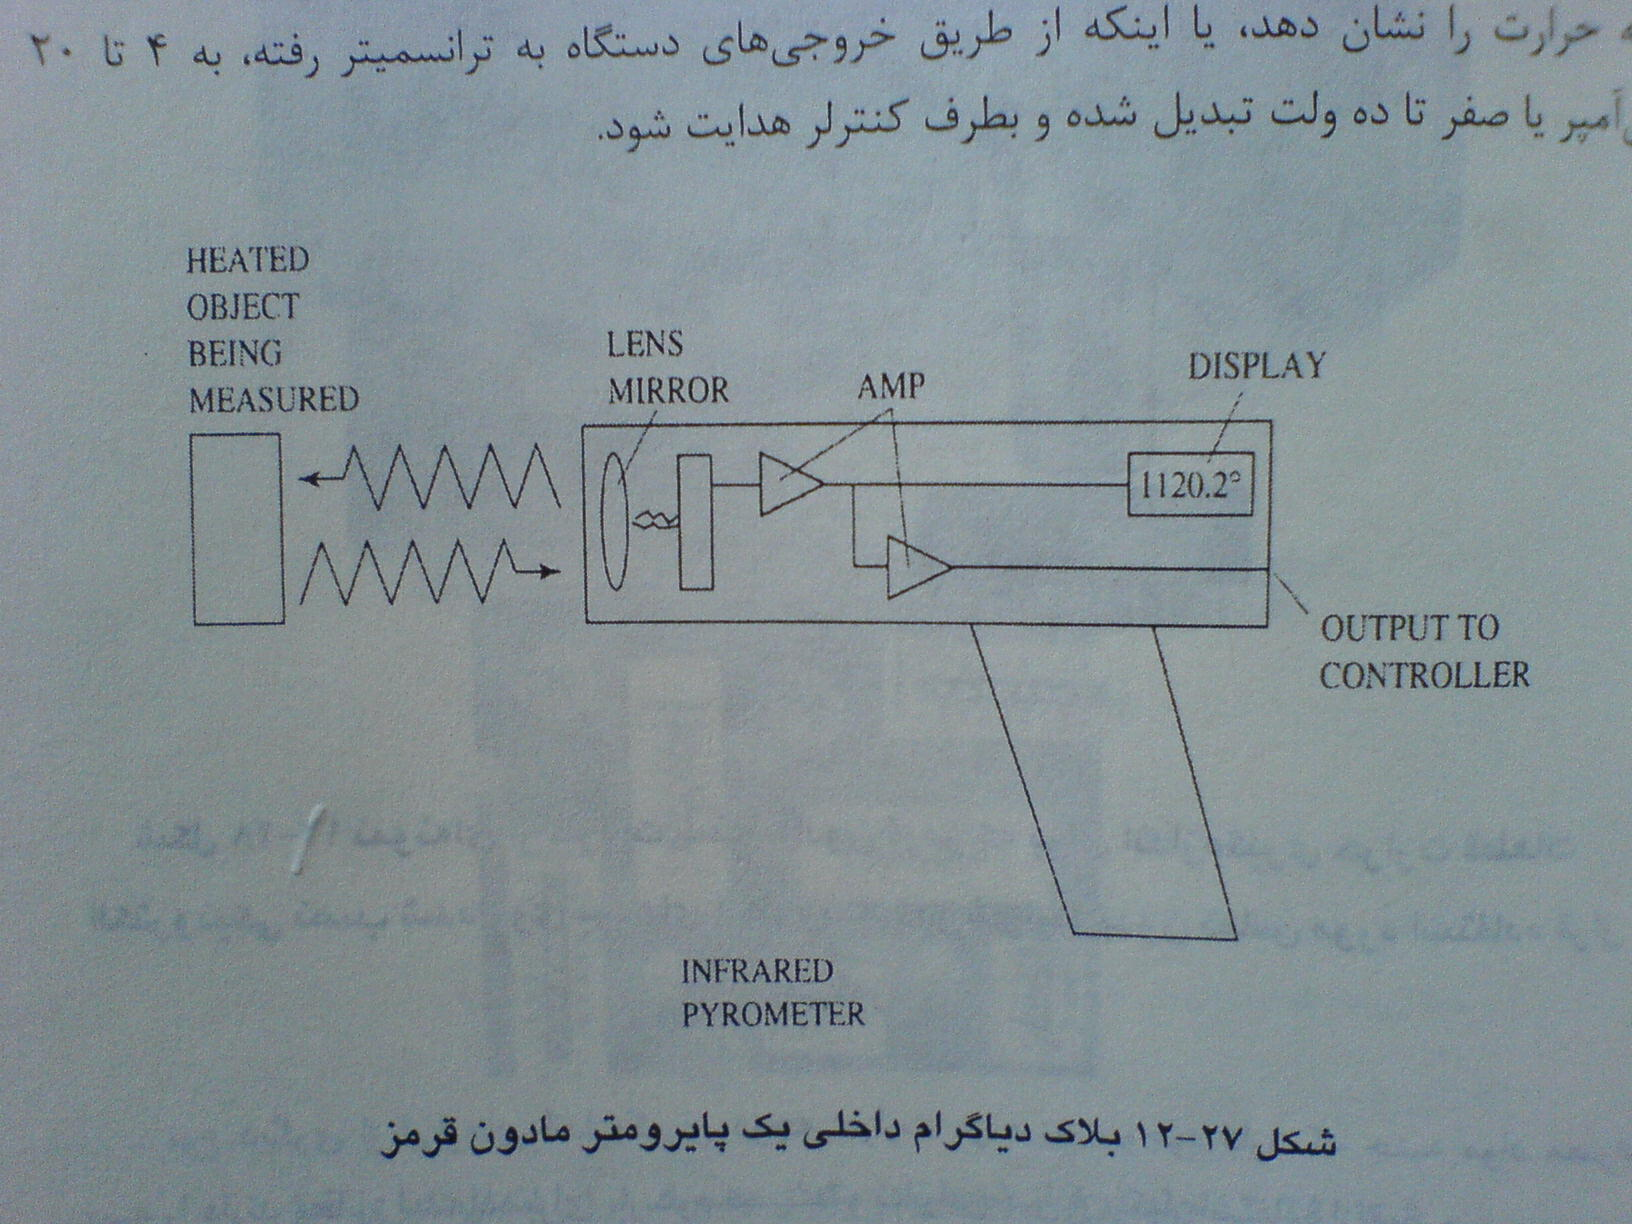 حرارت را نشان دهد، یا اینکه از طریق خروجی‌های دستگاه به ترانسمیتر رفته، به ۴ تا ۲۰
یا صفر تا ده ولت تبدیل شده و بطرف کنترلر هدایت شود.
HEATED
OBJECT
BEING
MEASURED
LENS
MIRROR
AMP
DISPLAY
1120.2°
OUTPUT TO
CONTROLLER
INFRARED
PYROMETER
شکل ۲۷-۱۲ بلاک دیاگرام داخلی یک پایرومتر مادون قرمز